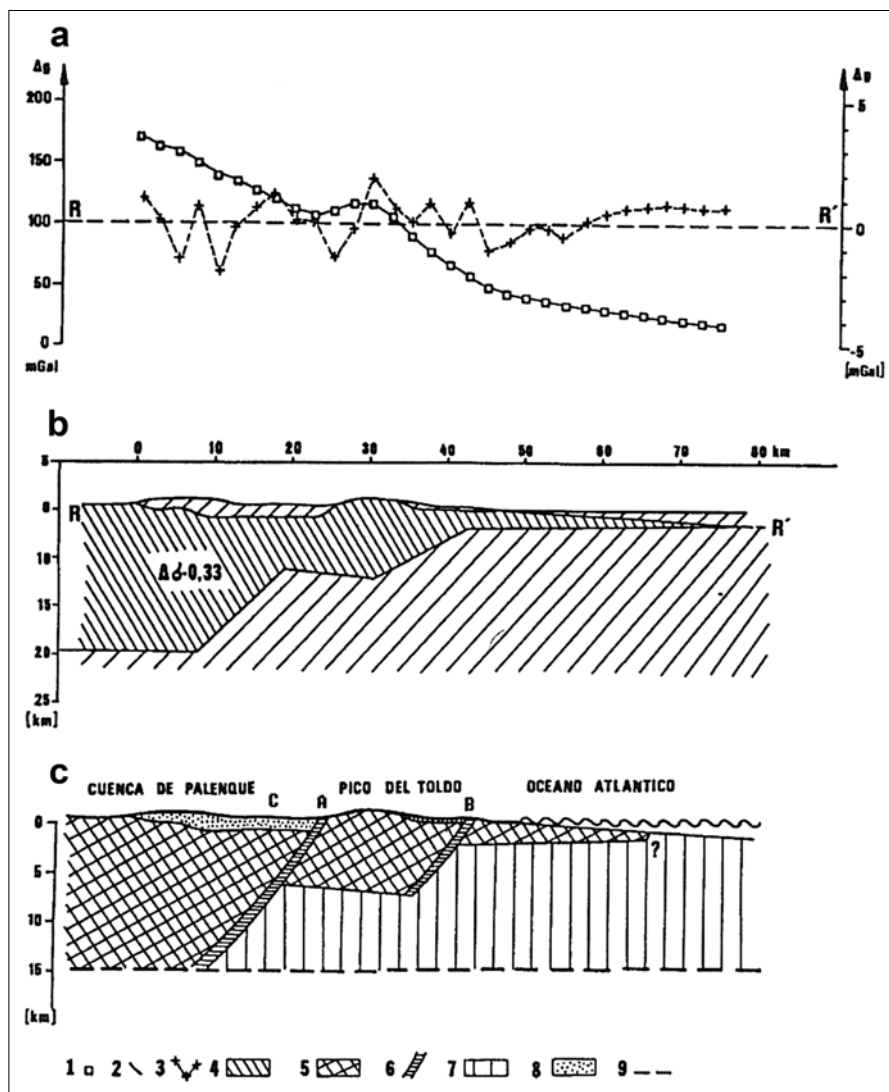 a
Δg Δg
200
5
150
R 100 R´ 0
50
0
mGal -5
[mGal]
b
0 10 20 30 40 50 60 70 80 km
5
0
R R´
10
Δδ-0,33
15
20
25
[km]
c
CUENCA DE PALENQUE PICO DEL TOLDO OCEANO ATLANTICO
C A B
0
5
?
10
15
[km]
1 2 3 4 5 6 7 8 9